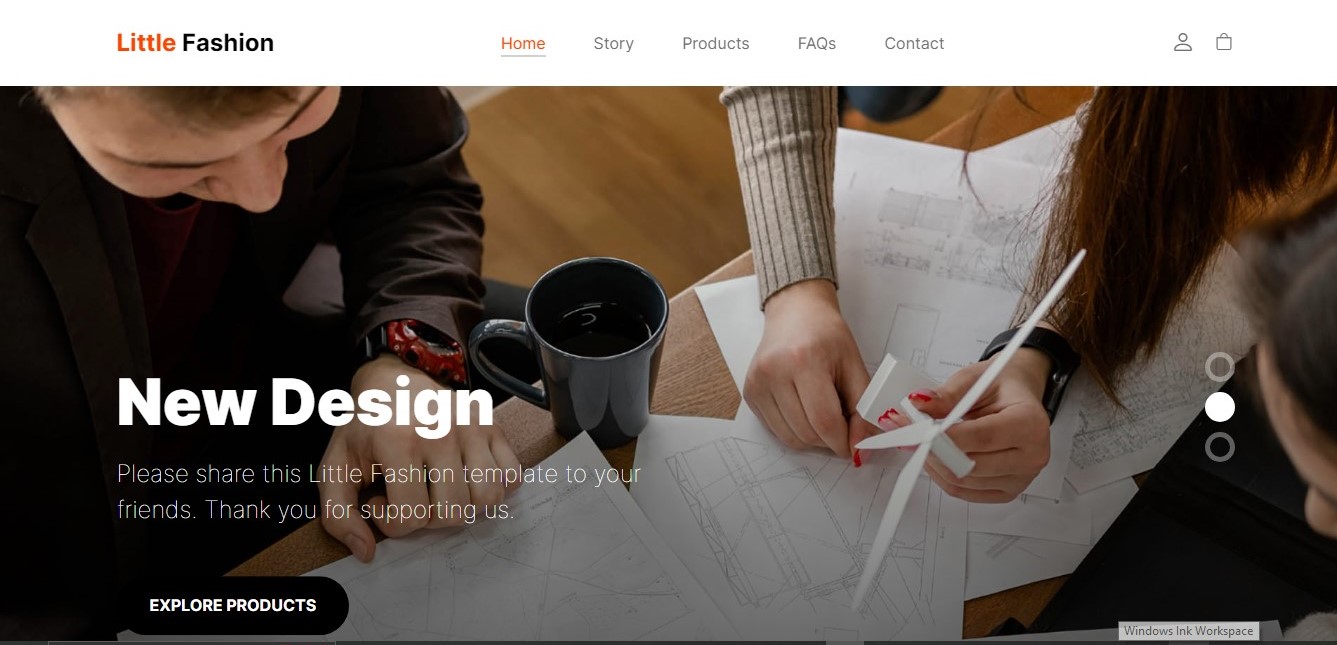 Little Fashion
Home Story Products FAQs Contact
New Design
Please share this Little Fashion template to your
friends. Thank you for supporting us.
EXPLORE PRODUCTS
Windows Ink Workspace